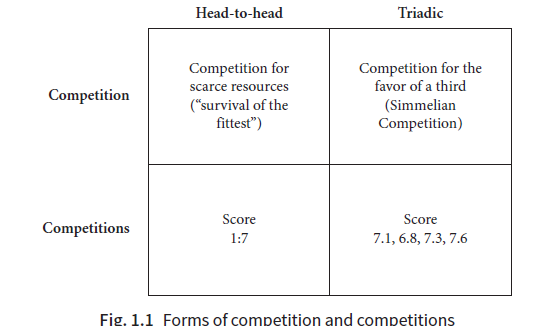 Head-to-head
Triadic
Competition
Competition for
scarce resources
(“survival of the
fittest”)
Competition for the
favor of a third
(Simmelian
Competition)
Competitions
Score
1:7
Score
7.1, 6.8, 7.3, 7.6
Fig. 1.1 Forms of competition and competitions